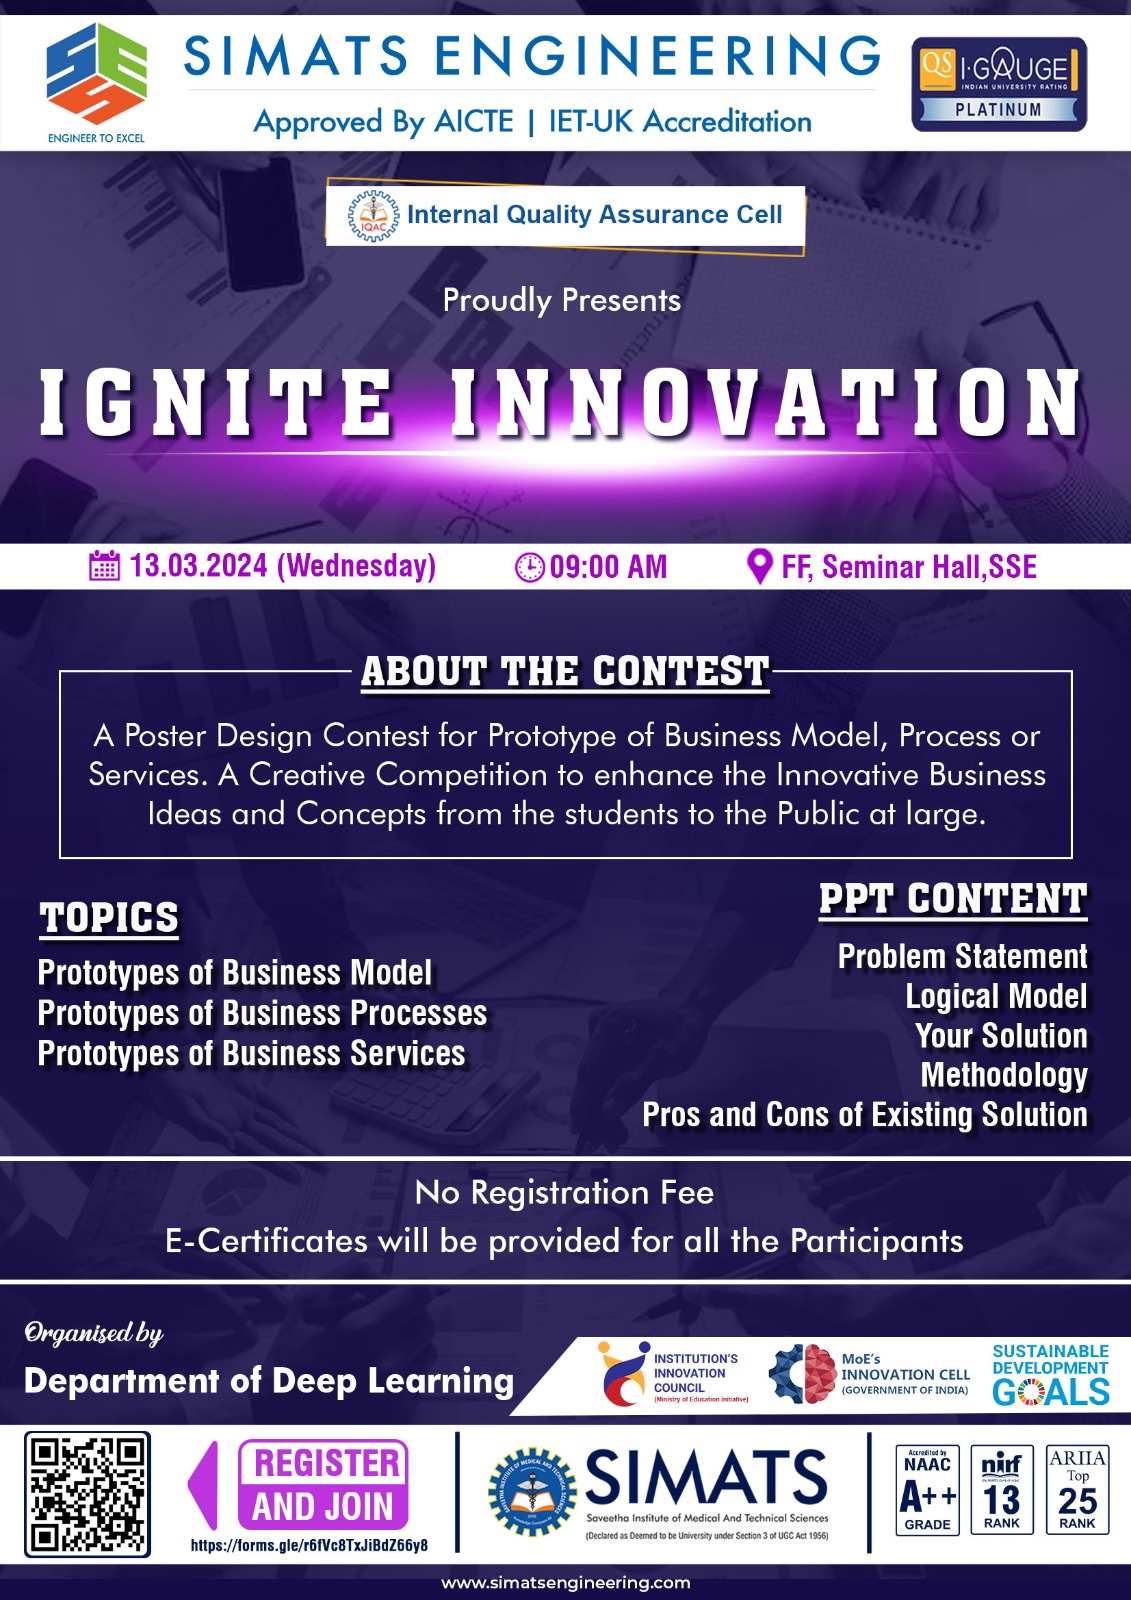 SES
ENGINEER TO EXCEL
SIMATS ENGINEERING
Approved By AICTE | IET-UK Accreditation
QS I·GAUGE
INDIAN UNIVERSITY RATING
PLATINUM
IQAC
Internal Quality Assurance Cell
Proudly Presents
IGNITE INNOVATION
13.03.2024 (Wednesday)
09:00 AM
FF, Seminar Hall,SSE
ABOUT THE CONTEST
A Poster Design Contest for Prototype of Business Model, Process or
Services. A Creative Competition to enhance the Innovative Business
Ideas and Concepts from the students to the Public at large.
TOPICS
Prototypes of Business Model
Prototypes of Business Processes
Prototypes of Business Services
PPT CONTENT
Problem Statement
Logical Model
Your Solution
Methodology
Pros and Cons of Existing Solution
No Registration Fee
E-Certificates will be provided for all the Participants
Organised by
Department of Deep Learning
INSTITUTION'S
INNOVATION
COUNCIL
(Ministry of Education Initiative)
MoE's
INNOVATION CELL
(GOVERNMENT OF INDIA)
SUSTAINABLE
DEVELOPMENT
GOALS
REGISTER
AND JOIN
https://forms.gle/r6fVc8TxJiBdZ66y8
SIMATS
Saveetha Institute of Medical And Technical Sciences
(Declared as Deemed to be University under Section 3 of UGC Act 1956)
Accredited by
NAAC
A++
GRADE
nirf
13
RANK
ARIIA
Top
25
RANK
www.simatsengineering.com